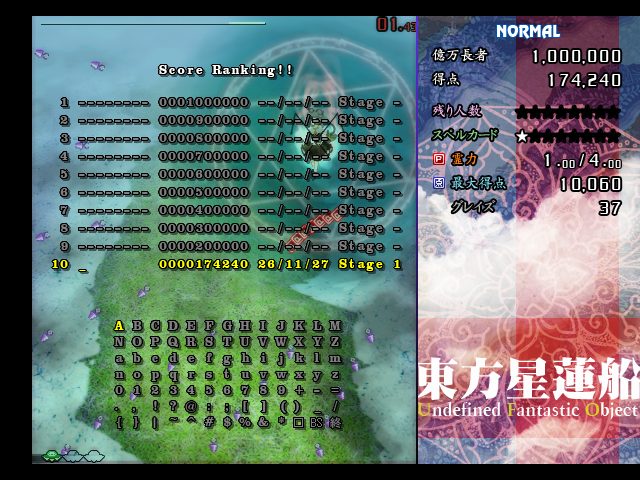 01.43
Score Ranking!!
1 -------- 0001000000 --/--/-- Stage -
2 -------- 0000900000 --/--/-- Stage -
3 -------- 0000800000 --/--/-- Stage -
4 -------- 0000700000 --/--/-- Stage -
5 -------- 0000600000 --/--/-- Stage -
6 -------- 0000500000 --/--/-- Stage -
7 -------- 0000400000 --/--/-- Stage -
8 -------- 0000300000 --/--/-- Stage -
9 -------- 0000200000 --/--/-- Stage -
10 _ 0000174240 26/11/27 Stage 1
A B C D E F G H I J K L M
N O P Q R S T U V W X Y Z
a b c d e f g h i j k l m
n o p q r s t u v w x y z
0 1 2 3 4 5 6 7 8 9 + - =
. , ! ? @ : ; [ ] ( ) _ /
{ } | ~ ^ # $ % & * □ BS 終
NORMAL
億万長者 1,000,000
得点 174,240
残り人数
スペルカード
P 霊力 1.00/4.00
点 最大得点 10,060
グレイズ 37
東方星蓮船
Undefined Fantastic Object